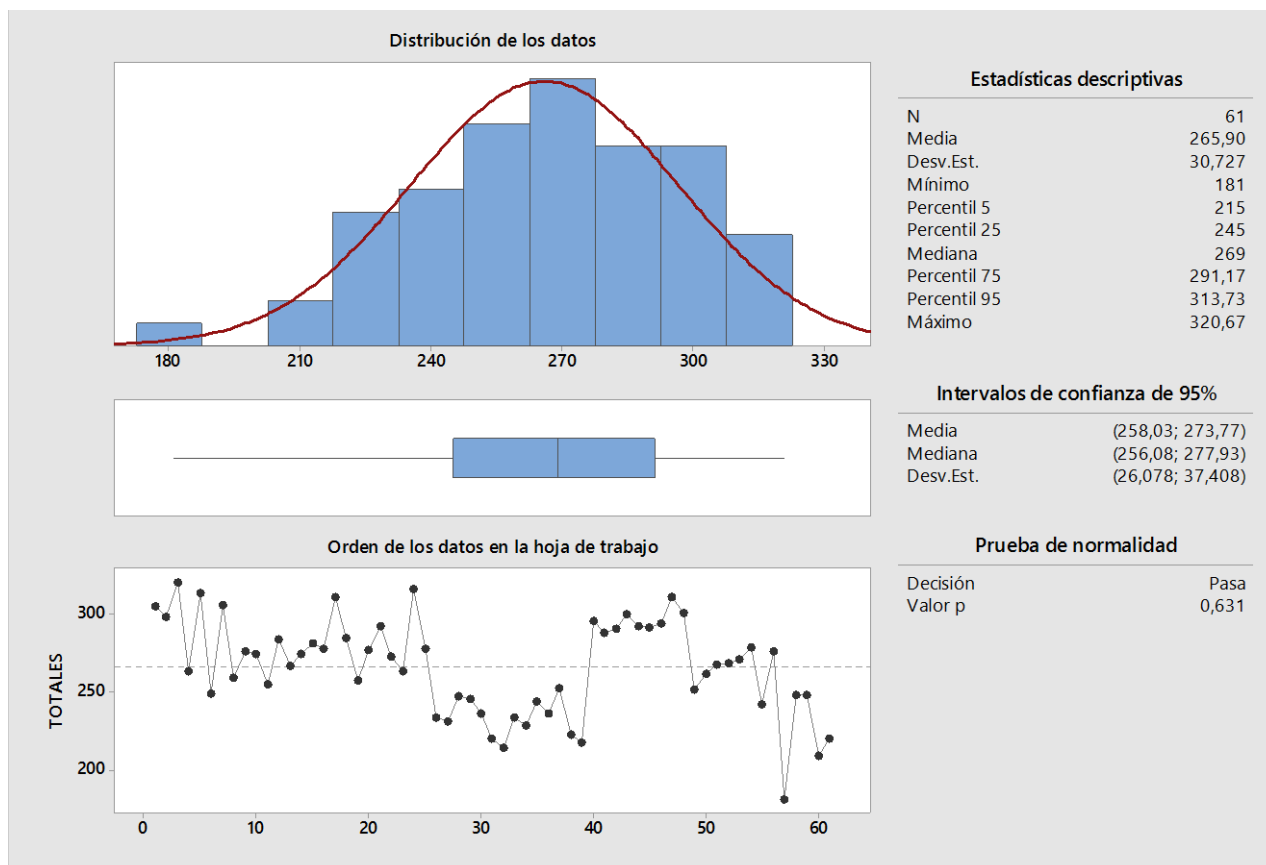 Distribución de los datos
180 210 240 270 300 330
Estadísticas descriptivas
N 61
Media 265,90
Desv.Est. 30,727
Mínimo 181
Percentil 5 215
Percentil 25 245
Mediana 269
Percentil 75 291,17
Percentil 95 313,73
Máximo 320,67
Intervalos de confianza de 95%
Media (258,03; 273,77)
Mediana (256,08; 277,93)
Desv.Est. (26,078; 37,408)
Orden de los datos en la hoja de trabajo
TOTALES
300
250
200
0 10 20 30 40 50 60
Prueba de normalidad
Decisión Pasa
Valor p 0,631